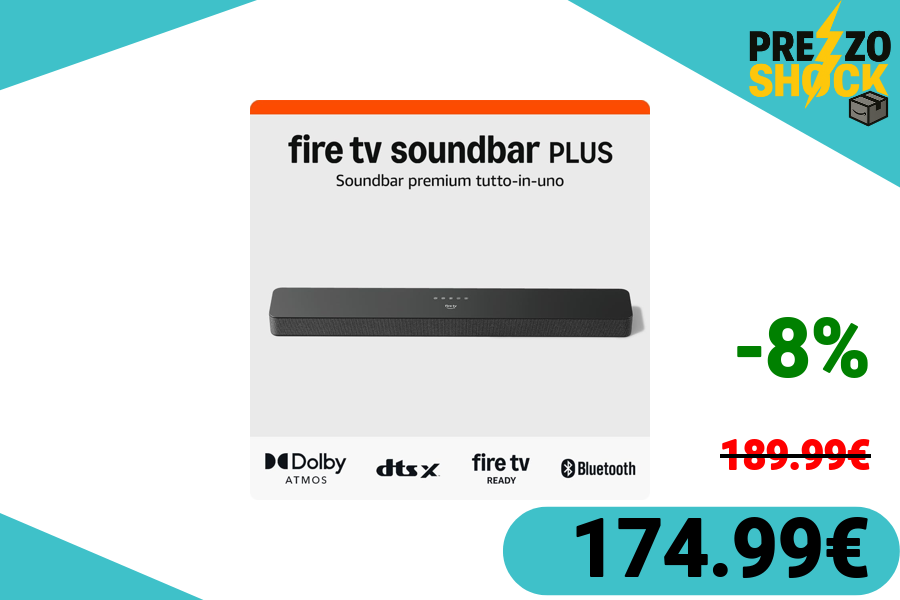 PREZZO
SHOCK
fire tv soundbar PLUS
Soundbar premium tutto-in-uno
Dolby
ATMOS
dts X
fire tv
READY
Bluetooth
-8%
189.99€
174.99€